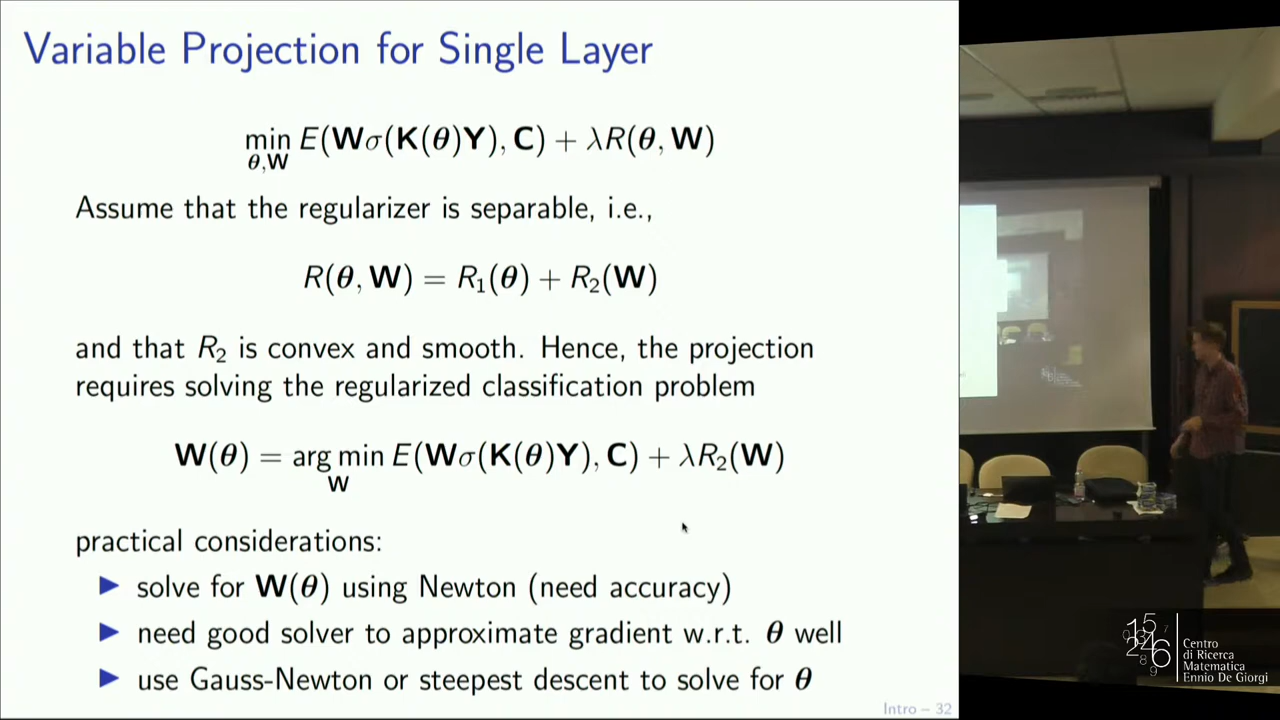 Variable Projection for Single Layer
min E(Wσ(K(θ)Y), C) + λR(θ, W)
θ,W
Assume that the regularizer is separable, i.e.,
R(θ, W) = R₁(θ) + R₂(W)
and that R₂ is convex and smooth. Hence, the projection
requires solving the regularized classification problem
W(θ) = arg min E(Wσ(K(θ)Y), C) + λR₂(W)
W
practical considerations:
▶ solve for W(θ) using Newton (need accuracy)
▶ need good solver to approximate gradient w.r.t. θ well
▶ use Gauss-Newton or steepest descent to solve for θ
Intro – 32
Centro
di Ricerca
Matematica
Ennio De Giorgi